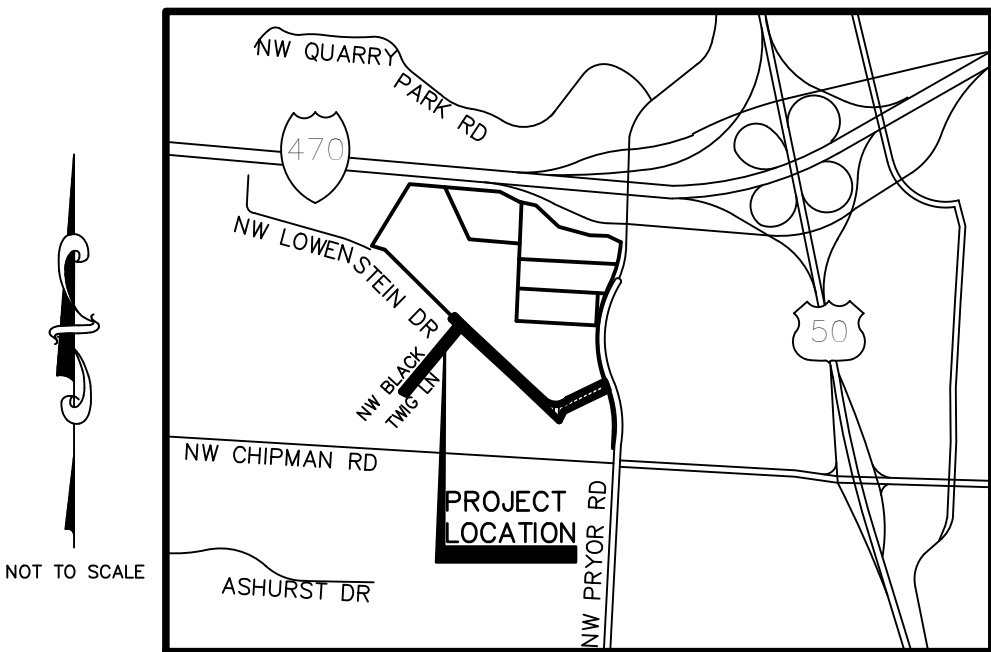 NW QUARRY
PARK RD
470
NW LOWENSTEIN DR
50
NW BLACK
TWIG LN
NW CHIPMAN RD
PROJECT
LOCATION
NW PRYOR RD
NOT TO SCALE
ASHURST DR